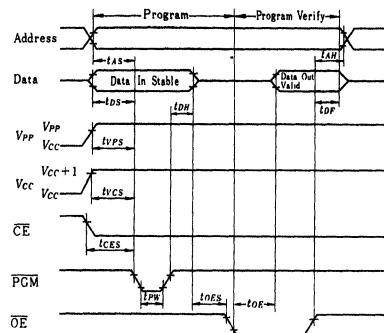 Program Program Verify
Address
tAS tAH
Data Data In Stable Data Out Valid
tDS tDH tDF
VPP VPP
VCC
tVPS
VCC VCC+1
VCC
tVCS
CE
tCES
PGM
tPW tOES tOE
OE